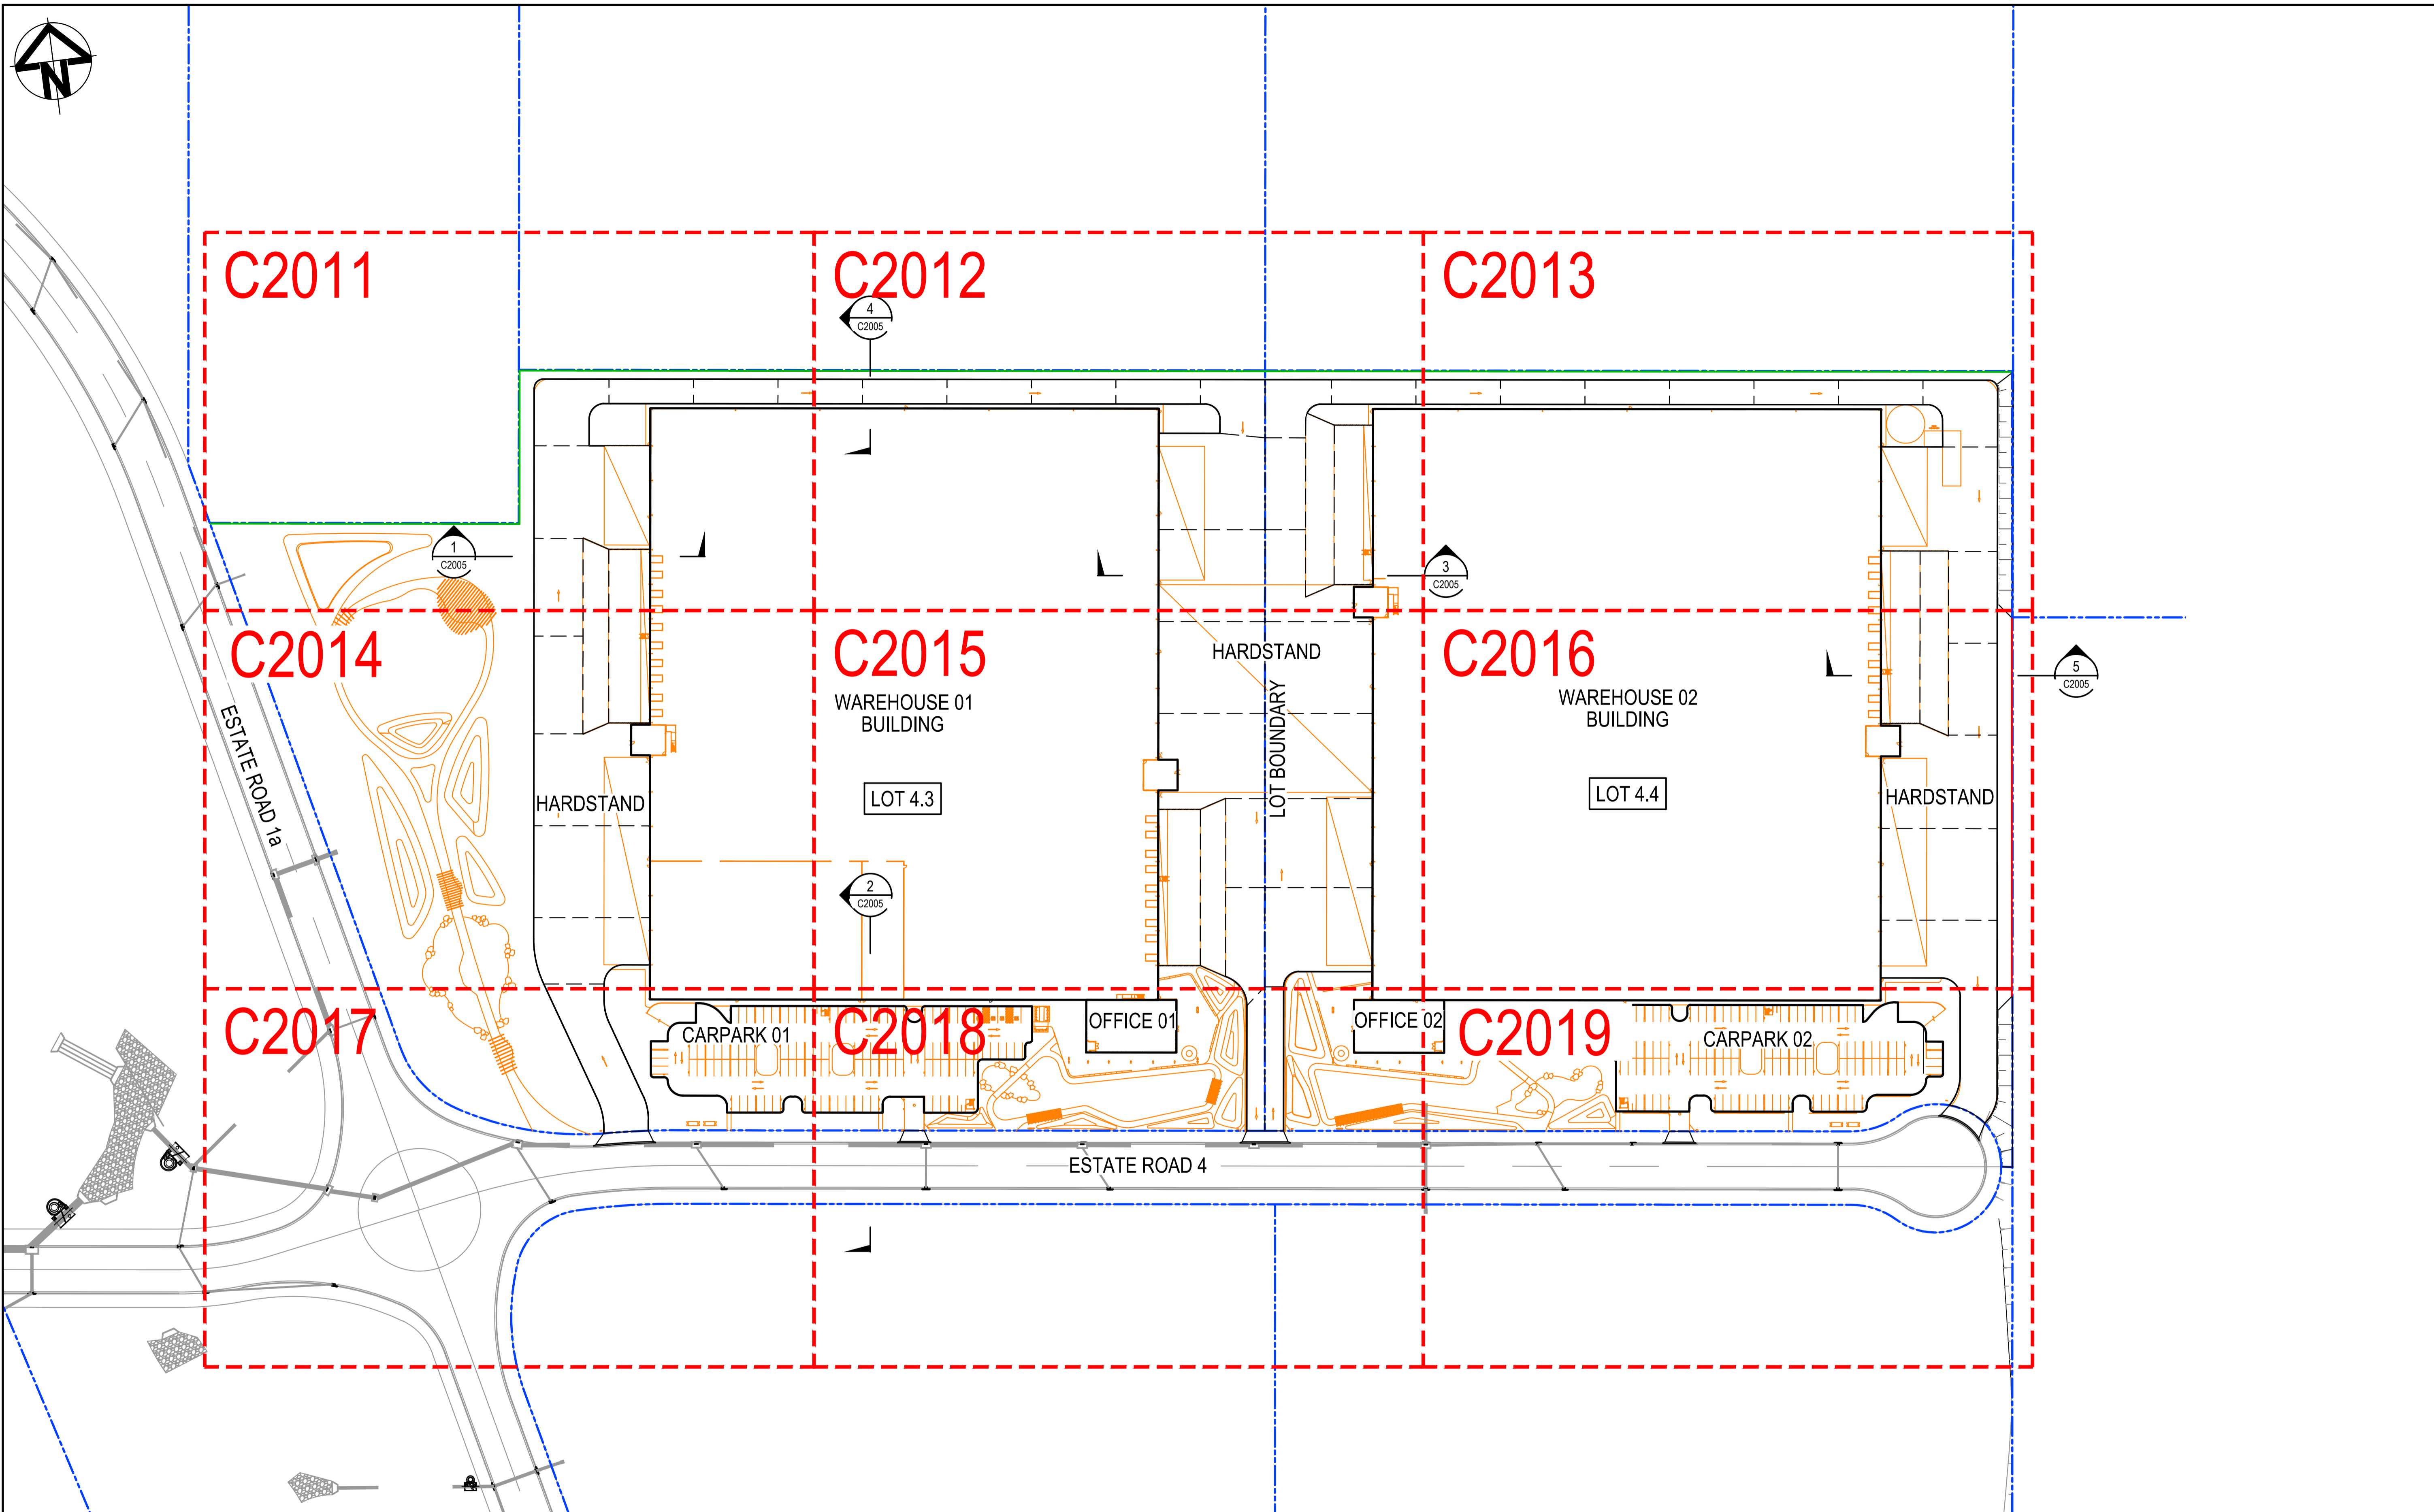 N
C2011
C2012
C2013
4
C2005
1
C2005
3
C2005
C2014
C2015
C2016
HARDSTAND
5
C2005
WAREHOUSE 01
BUILDING
WAREHOUSE 02
BUILDING
ESTATE ROAD 1a
LOT BOUNDARY
LOT 4.3
LOT 4.4
HARDSTAND
HARDSTAND
2
C2005
C2017
CARPARK 01
C2018
OFFICE 01
OFFICE 02
C2019
CARPARK 02
ESTATE ROAD 4